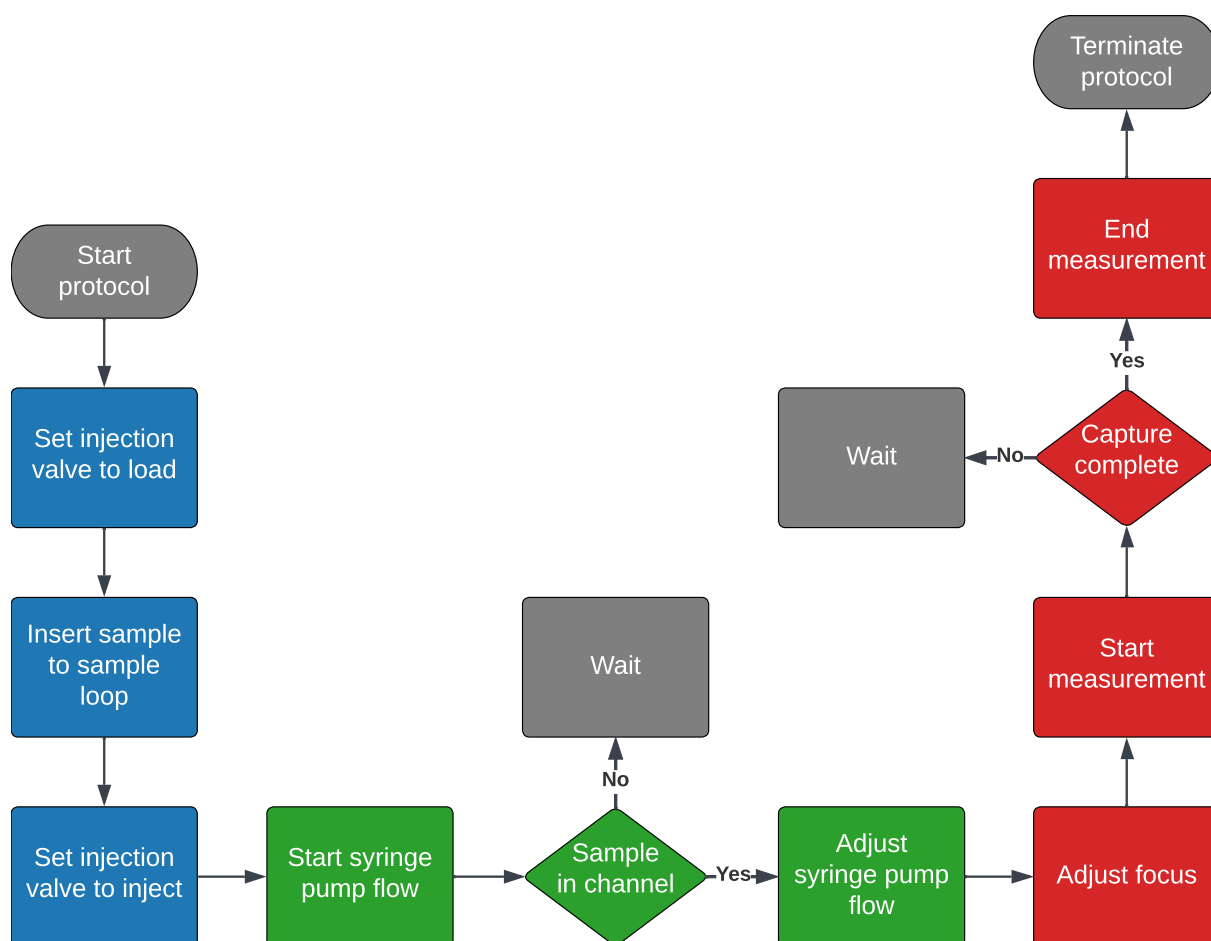 Start
protocol
Set injection
valve to load
Insert sample
to sample
loop
Set injection
valve to inject
Start syringe
pump flow
Sample
in channel
No
Wait
Yes
Adjust
syringe pump
flow
Adjust focus
Start
measurement
Capture
complete
No
Wait
Yes
End
measurement
Terminate
protocol